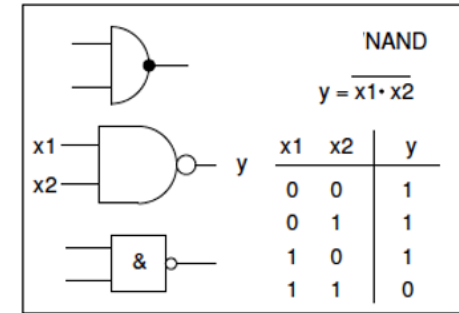 'NAND
y = x1• x2
x1
x2
y
&
x1 x2 y
0 0 1
0 1 1
1 0 1
1 1 0